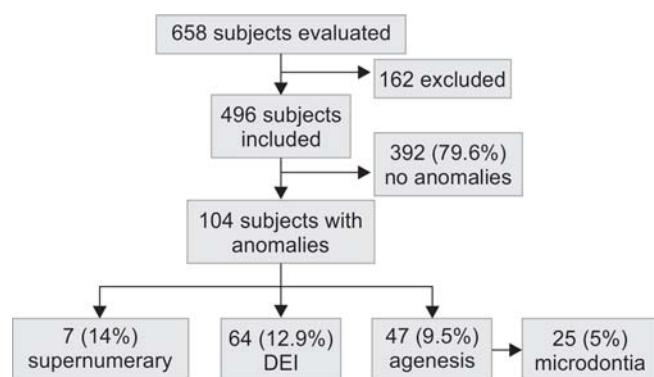 658 subjects evaluated
162 excluded
496 subjects
included
392 (79.6%)
no anomalies
104 subjects with
anomalies
7 (14%)
supernumerary
64 (12.9%)
DEI
47 (9.5%)
agenesis
25 (5%)
microdontia